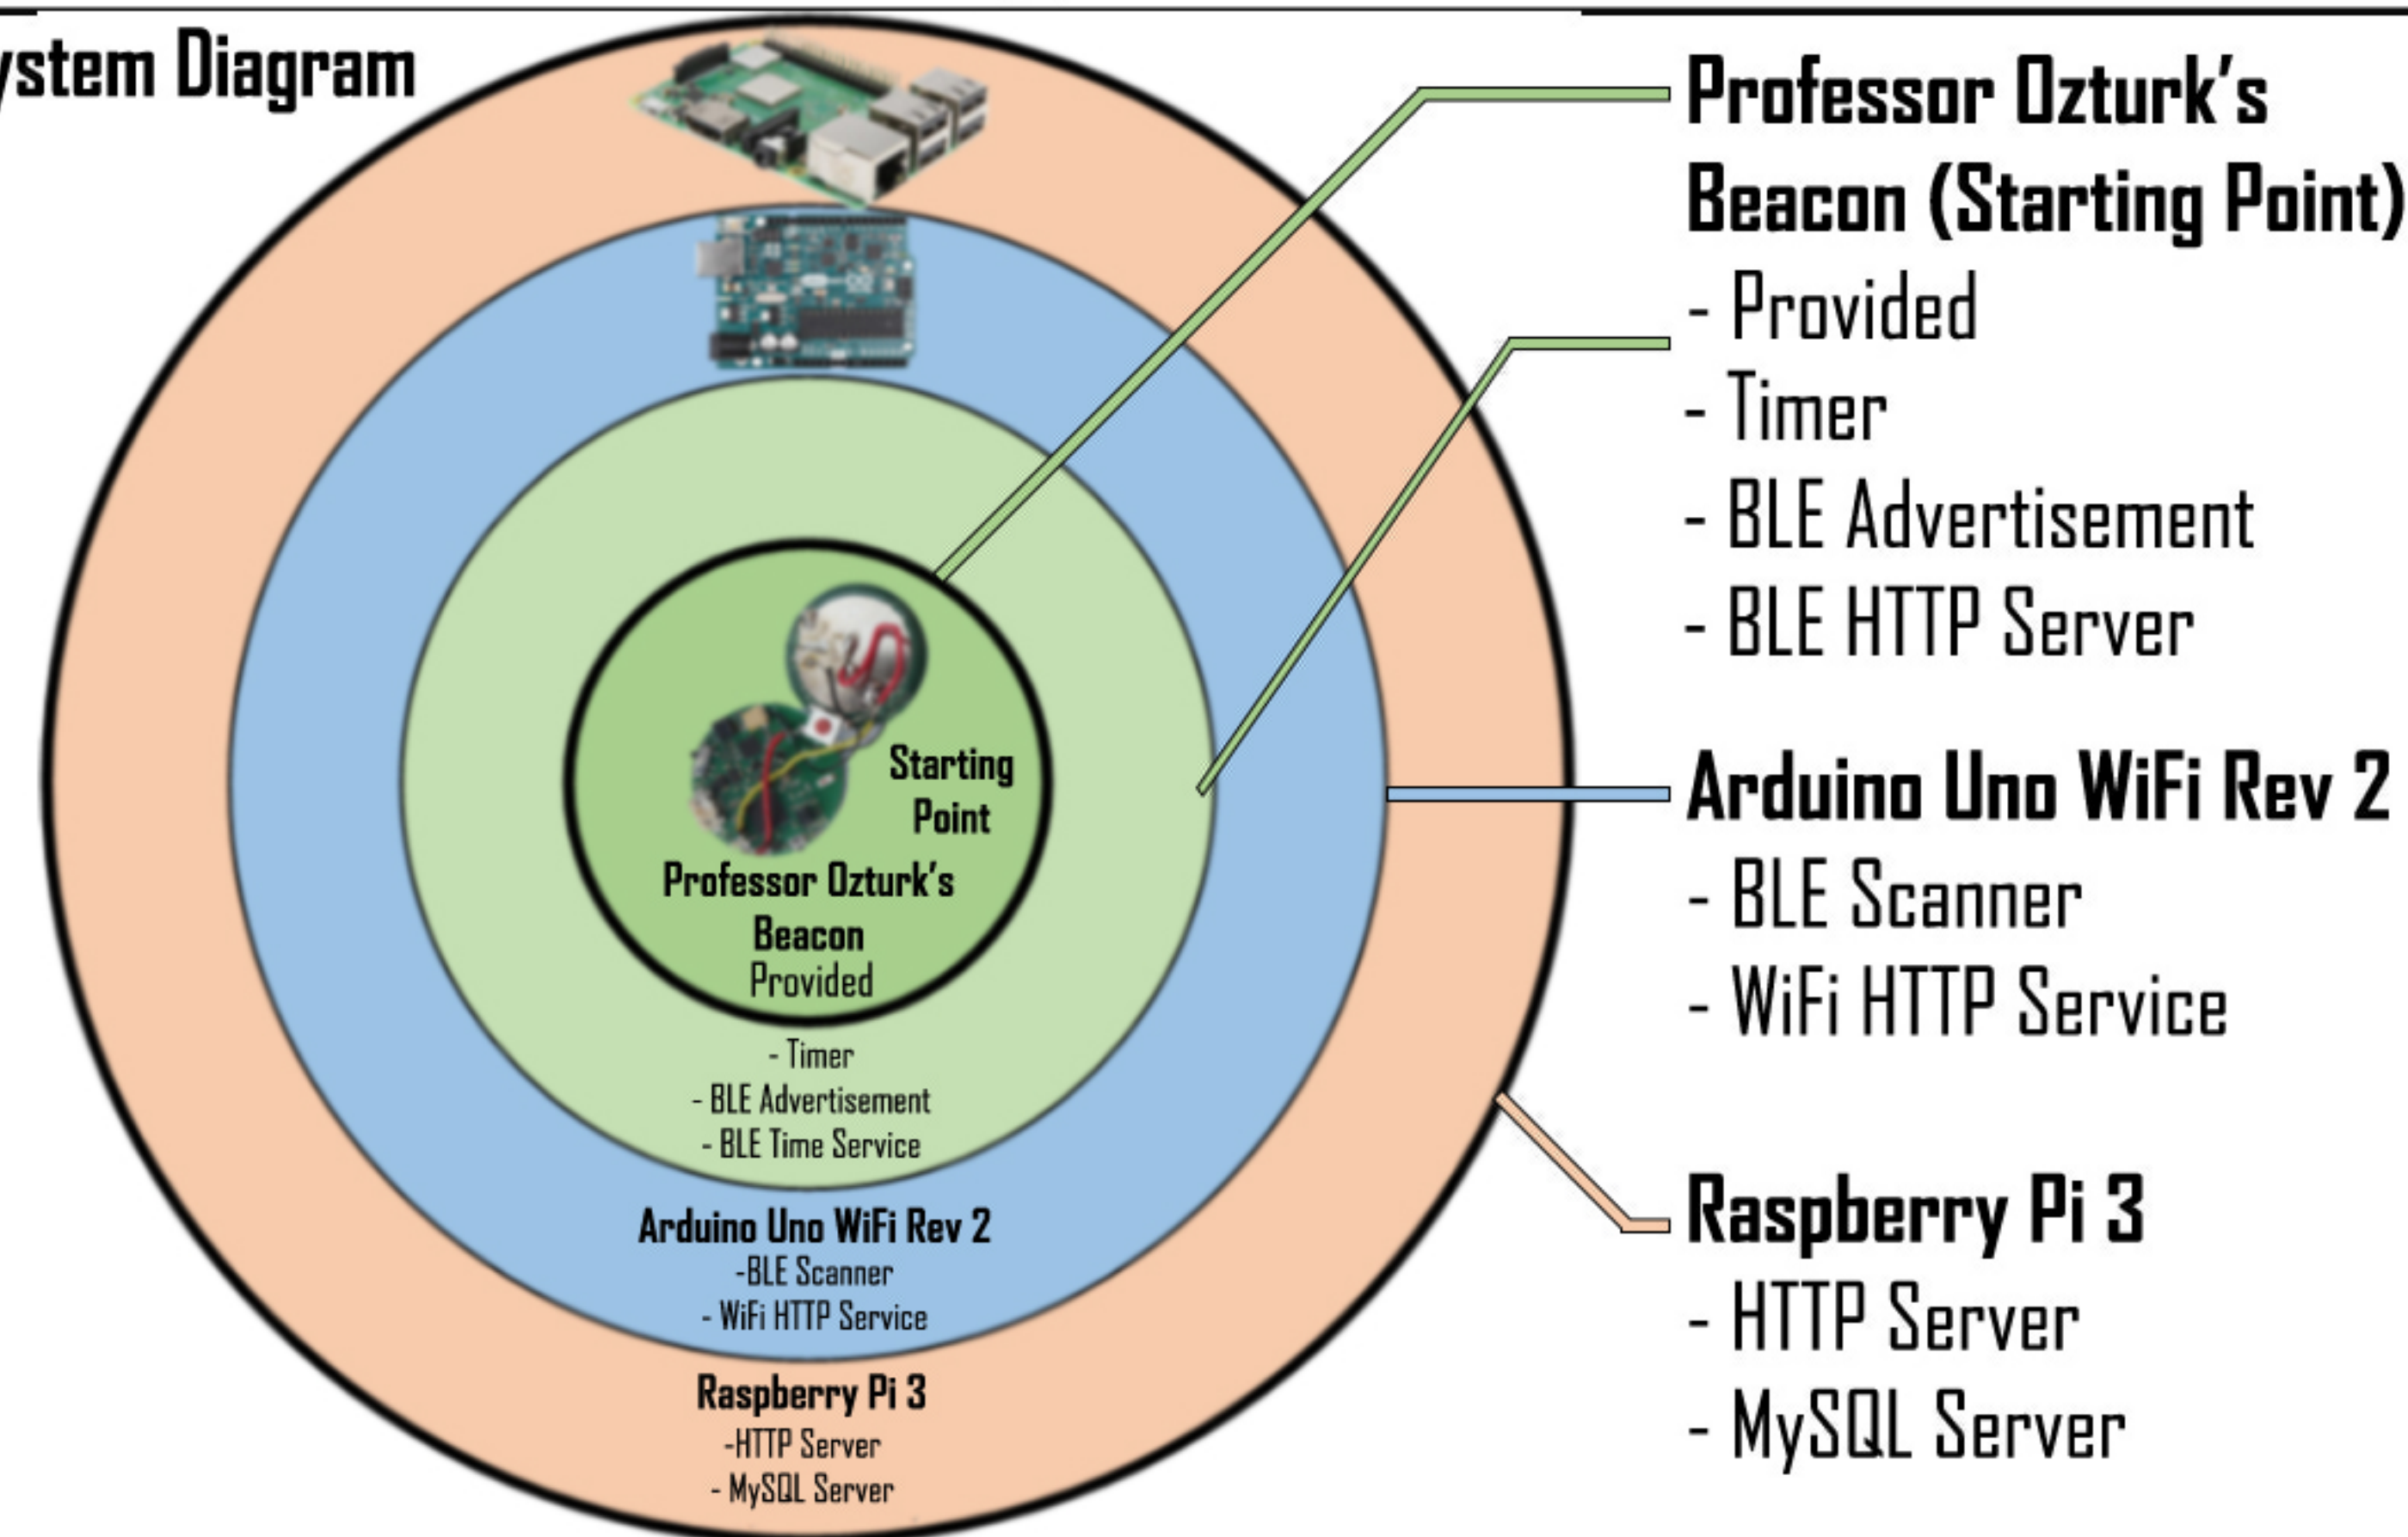 ystem Diagram
Professor Ozturk's
Beacon (Starting Point)
- Provided
- Timer
- BLE Advertisement
- BLE HTTP Server
Arduino Uno WiFi Rev 2
- BLE Scanner
- WiFi HTTP Service
Raspberry Pi 3
- HTTP Server
- MySQL Server
Starting
Point
Professor Ozturk's
Beacon
Provided
- Timer
- BLE Advertisement
- BLE Time Service
Arduino Uno WiFi Rev 2
-BLE Scanner
- WiFi HTTP Service
Raspberry Pi 3
-HTTP Server
- MySQL Server